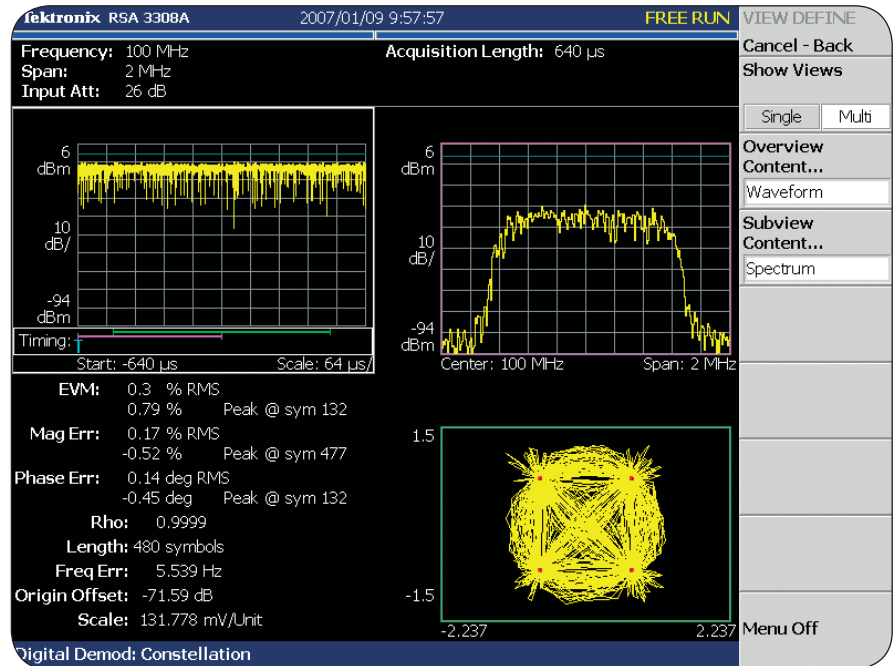 Tektronix RSA 3308A 2007/01/09 9:57:57 FREE RUN
Frequency: 100 MHz
Span: 2 MHz
Input Att: 26 dB
Acquisition Length: 640 µs
6
dBm
10
dB/
-94
dBm
Timing:
T
Start: -640 µs Scale: 64 µs/
6
dBm
10
dB/
-94
dBm
Center: 100 MHz Span: 2 MHz
EVM: 0.3 % RMS
0.79 % Peak @ sym 132
Mag Err: 0.17 % RMS
-0.52 % Peak @ sym 477
Phase Err: 0.14 deg RMS
-0.45 deg Peak @ sym 132
Rho: 0.9999
Length: 480 symbols
Freq Err: 5.539 Hz
Origin Offset: -71.59 dB
Scale: 131.778 mV/Unit
1.5
-1.5
-2.237 2.237
Digital Demod: Constellation
VIEW DEFINE
Cancel - Back
Show Views
Single Multi
Overview
Content...
Waveform
Subview
Content...
Spectrum
Menu Off